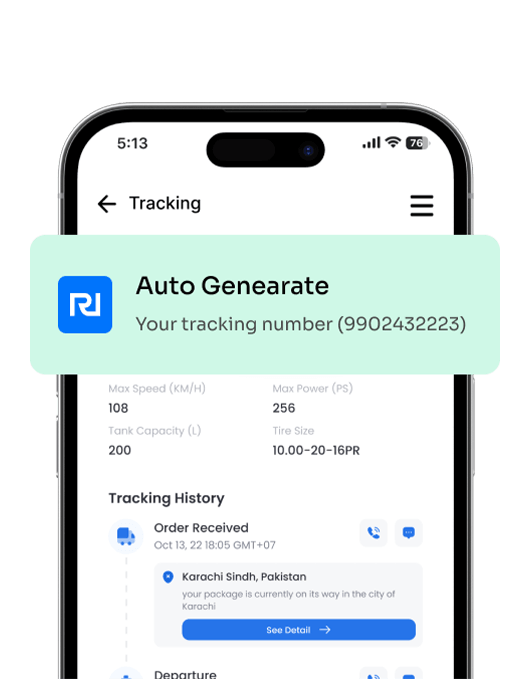 5:13
76
Tracking
Auto Genearate
Your tracking number (9902432223)
Max Speed (KM/H) Max Power (PS)
108 256
Tank Capacity (L) Tire Size
200 10.00-20-16PR
Tracking History
Order Received
Oct 13, 22 18:05 GMT+07
Karachi Sindh, Pakistan
your package is currently on its way in the city of
Karachi
See Detail
Departure